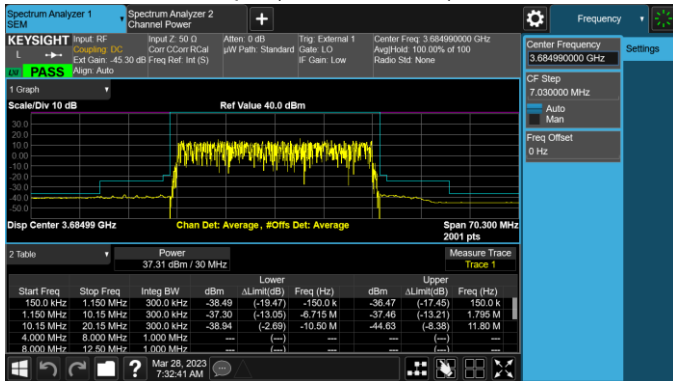 Spectrum Analyzer 1
SEM
Spectrum Analyzer 2
Channel Power
Frequency
KEYSIGHT
L
PASS
Input: RF
Coupling: DC
Ext Gain: -45.30 dB
Align: Auto
Input Z: 50 Ω
Corr CCorr RCal
Freq Ref: Int (S)
Atten: 0 dB
µW Path: Standard
Trig: External 1
Gate: LO
IF Gain: Low
Center Freq: 3.684990000 GHz
Avg|Hold: 100.00% of 100
Radio Std: None
1 Graph
Scale/Div 10 dB
Ref Value 40.0 dBm
30.0
20.0
10.0
0.00
-10.0
-20.0
-30.0
-40.0
-50.0
Disp Center 3.68499 GHz
Chan Det: Average, #Offs Det: Average
Span 70.300 MHz
2001 pts
2 Table
Power
37.31 dBm / 30 MHz
Measure Trace
Trace 1
Lower Upper
Start Freq Stop Freq Integ BW dBm ΔLimit(dB) Freq (Hz) dBm ΔLimit(dB) Freq (Hz)
150.0 kHz 1.150 MHz 300.0 kHz -38.49 (-19.47) -150.0 k -36.47 (-17.45) 150.0 k
1.150 MHz 10.15 MHz 300.0 kHz -37.30 (-13.05) -6.715 M -37.46 (-13.21) 1.795 M
10.15 MHz 20.15 MHz 300.0 kHz -38.94 (-2.69) -10.50 M -44.63 (-8.38) 11.80 M
4.000 MHz 8.000 MHz 1.000 MHz --- (---) --- (---)
8.000 MHz 12.50 MHz 1.000 MHz --- (---) --- (---)
Mar 28, 2023
7:32:41 AM
Center Frequency
3.684990000 GHz
Settings
CF Step
7.030000 MHz
Auto
Man
Freq Offset
0 Hz